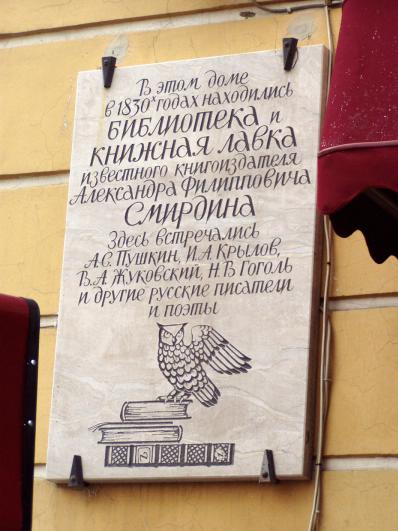 В этом доме
в 1830х годах находились
БИБЛИОТЕКА и
КНИЖНАЯ ЛАВКА
известного книгоиздателя
Александра Филипповича
Смирдина
Здесь встречались
А.С. Пушкин, И.А. Крылов,
В.А. Жуковский, Н.В. Гоголь
и другие русские писатели
и поэты